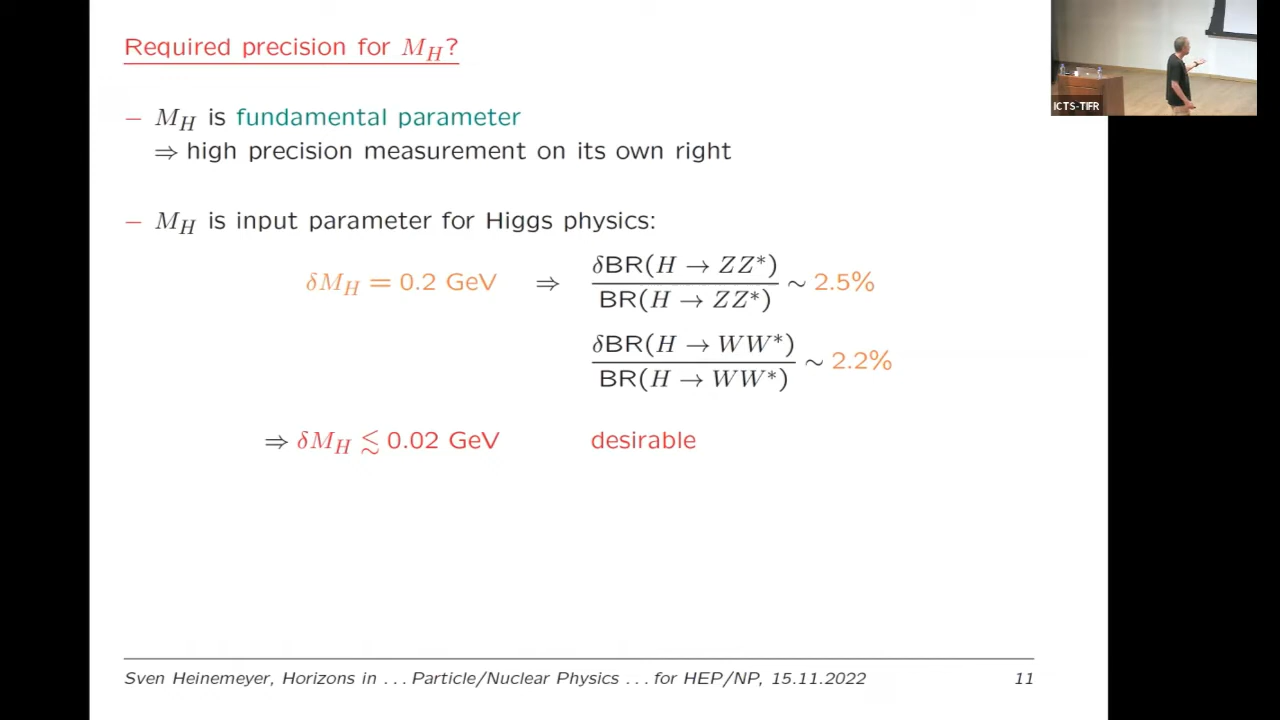 Required precision for M_H?
– M_H is fundamental parameter
⇒ high precision measurement on its own right
– M_H is input parameter for Higgs physics:
δM_H = 0.2 GeV ⇒ δBR(H → ZZ*) / BR(H → ZZ*) ∼ 2.5%
δBR(H → WW*) / BR(H → WW*) ∼ 2.2%
⇒ δM_H ≲ 0.02 GeV desirable
Sven Heinemeyer, Horizons in . . . Particle/Nuclear Physics . . . for HEP/NP, 15.11.2022 11
ICTS-TIFR